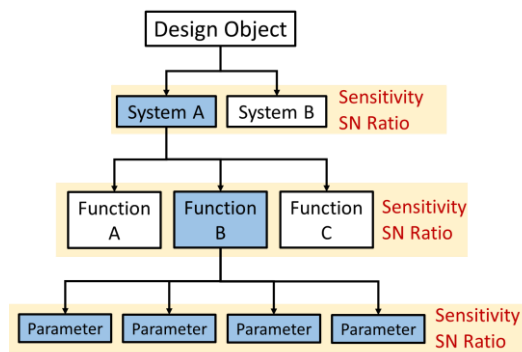 Design Object
System A
System B
Sensitivity
SN Ratio
Function
A
Function
B
Function
C
Sensitivity
SN Ratio
Parameter
Parameter
Parameter
Parameter
Sensitivity
SN Ratio